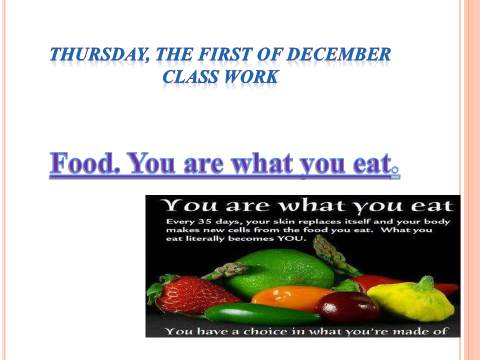 THURSDAY, THE FIRST OF DECEMBER
CLASS WORK
Food. You are what you eat.
You are what you eat
Every 35 days, your skin replaces itself and your body
makes new cells from the food you eat. What you
eat literally becomes YOU.
You have a choice in what you're made of